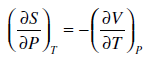 (∂S/∂P)_T = −(∂V/∂T)_P